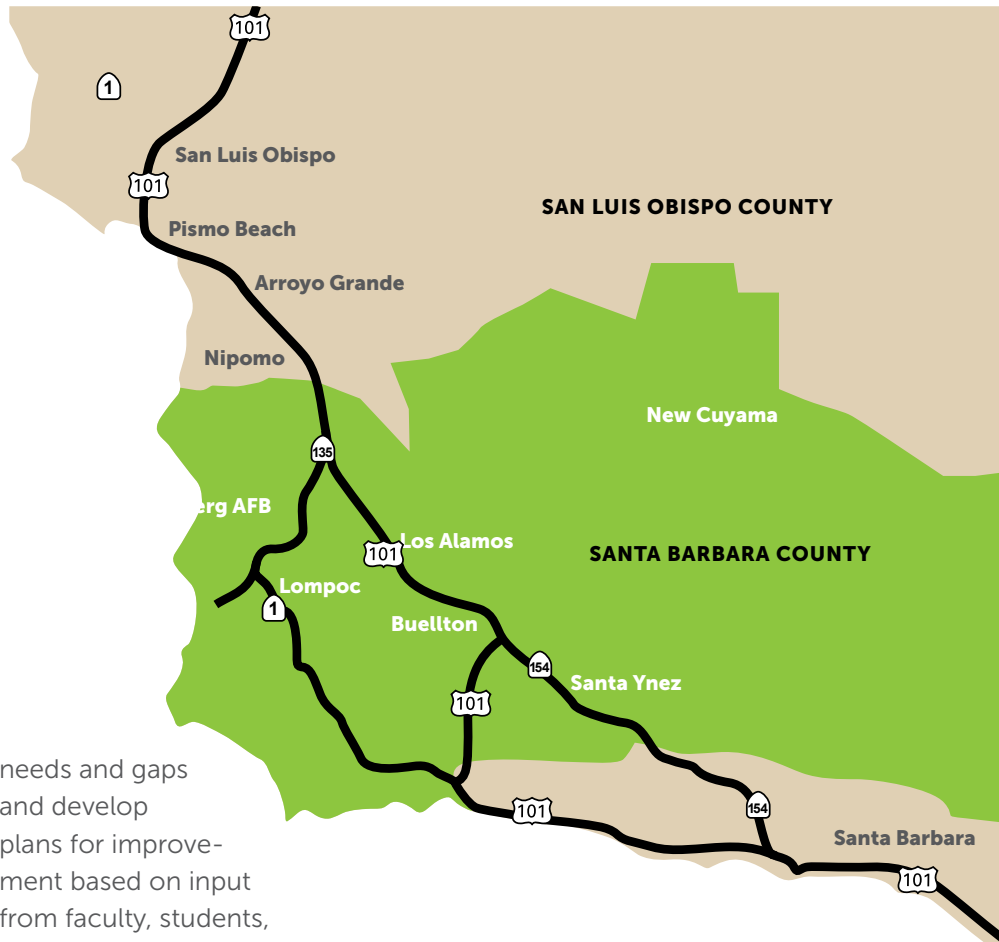 101
1
San Luis Obispo
101
SAN LUIS OBISPO COUNTY
Pismo Beach
Arroyo Grande
Nipomo
New Cuyama
135
erg AFB
Los Alamos
101
SANTA BARBARA COUNTY
Lompoc
1
Buellton
154
Santa Ynez
101
needs and gaps
and develop
plans for improve-
ment based on input
from faculty, students,
154
101
Santa Barbara
101